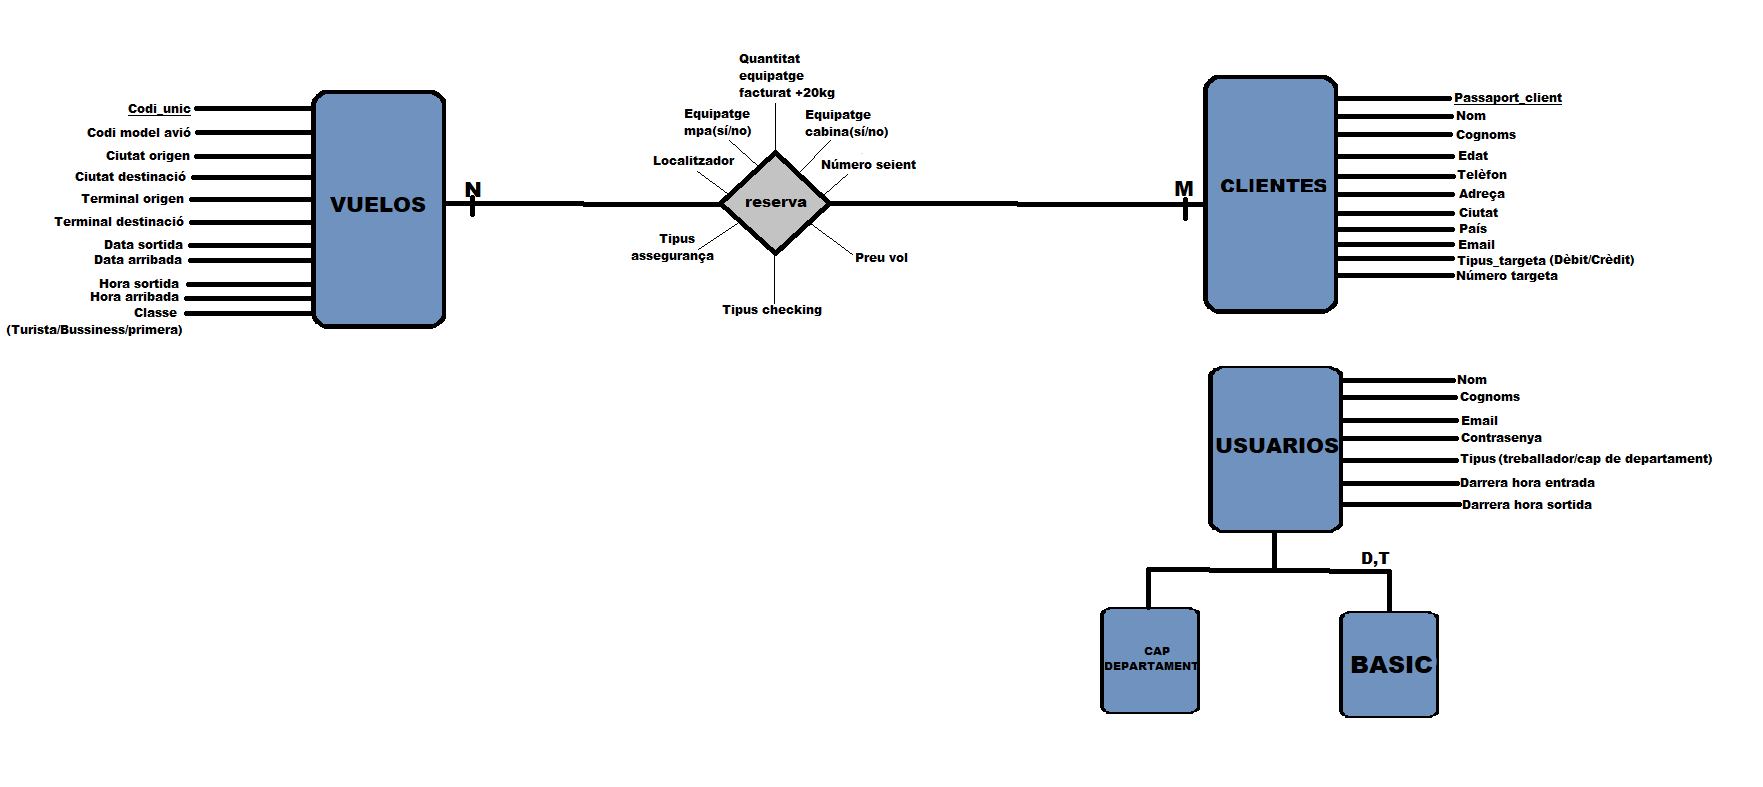 Codi_unic
Codi model avió
Ciutat origen
Ciutat destinació
Terminal origen
Terminal destinació
Data sortida
Data arribada
Hora sortida
Hora arribada
Classe
(Turista/Bussiness/primera)
VUELOS
N
Quantitat
equipatge
facturat +20kg
Equipatge
mpa(sí/no)
Equipatge
cabina(sí/no)
Localitzador
Número seient
reserva
Tipus
assegurança
Preu vol
Tipus checking
M
CLIENTES
Passaport_client
Nom
Cognoms
Edat
Telèfon
Adreça
Ciutat
País
Email
Tipus_targeta (Dèbit/Crèdit)
Número targeta
USUARIOS
Nom
Cognoms
Email
Contrasenya
Tipus (treballador/cap de departament)
Darrera hora entrada
Darrera hora sortida
D,T
CAP
DEPARTAMENT
BASIC